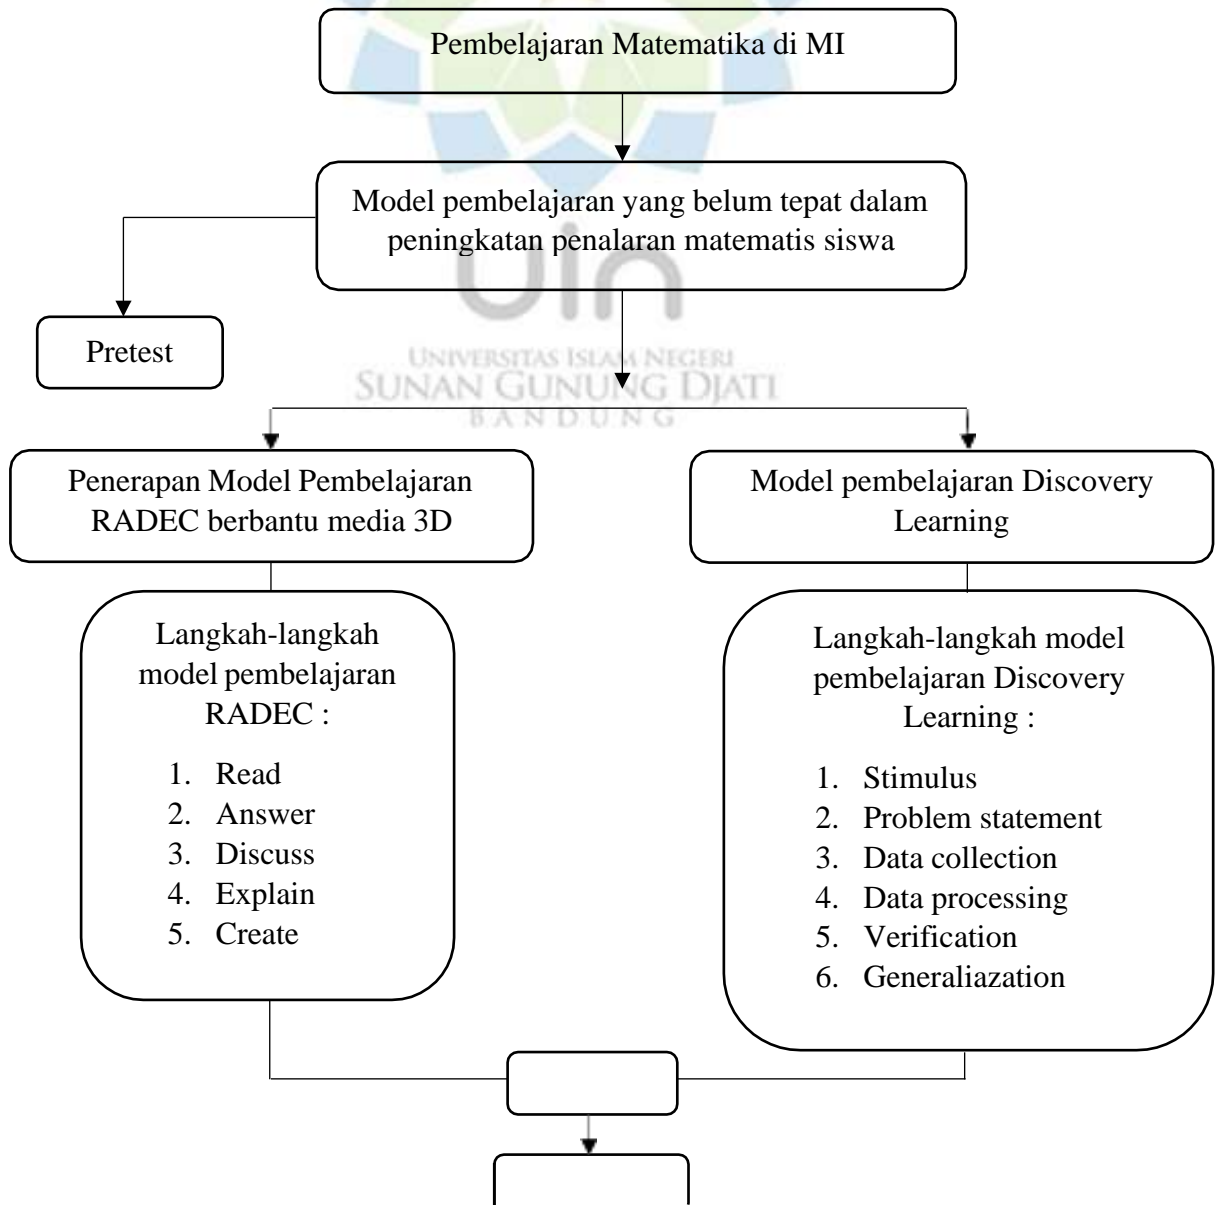 Pembelajaran Matematika di MI
Model pembelajaran yang belum tepat dalam
peningkatan penalaran matematis siswa
Pretest
uin
UNIVERSITAS ISLAM NEGERI
SUNAN GUNUNG DJATI
BANDUNG
Penerapan Model Pembelajaran
RADEC berbantu media 3D
Model pembelajaran Discovery
Learning
Langkah-langkah
model pembelajaran
RADEC :
1. Read
2. Answer
3. Discuss
4. Explain
5. Create
Langkah-langkah model
pembelajaran Discovery
Learning :
1. Stimulus
2. Problem statement
3. Data collection
4. Data processing
5. Verification
6. Generaliazation